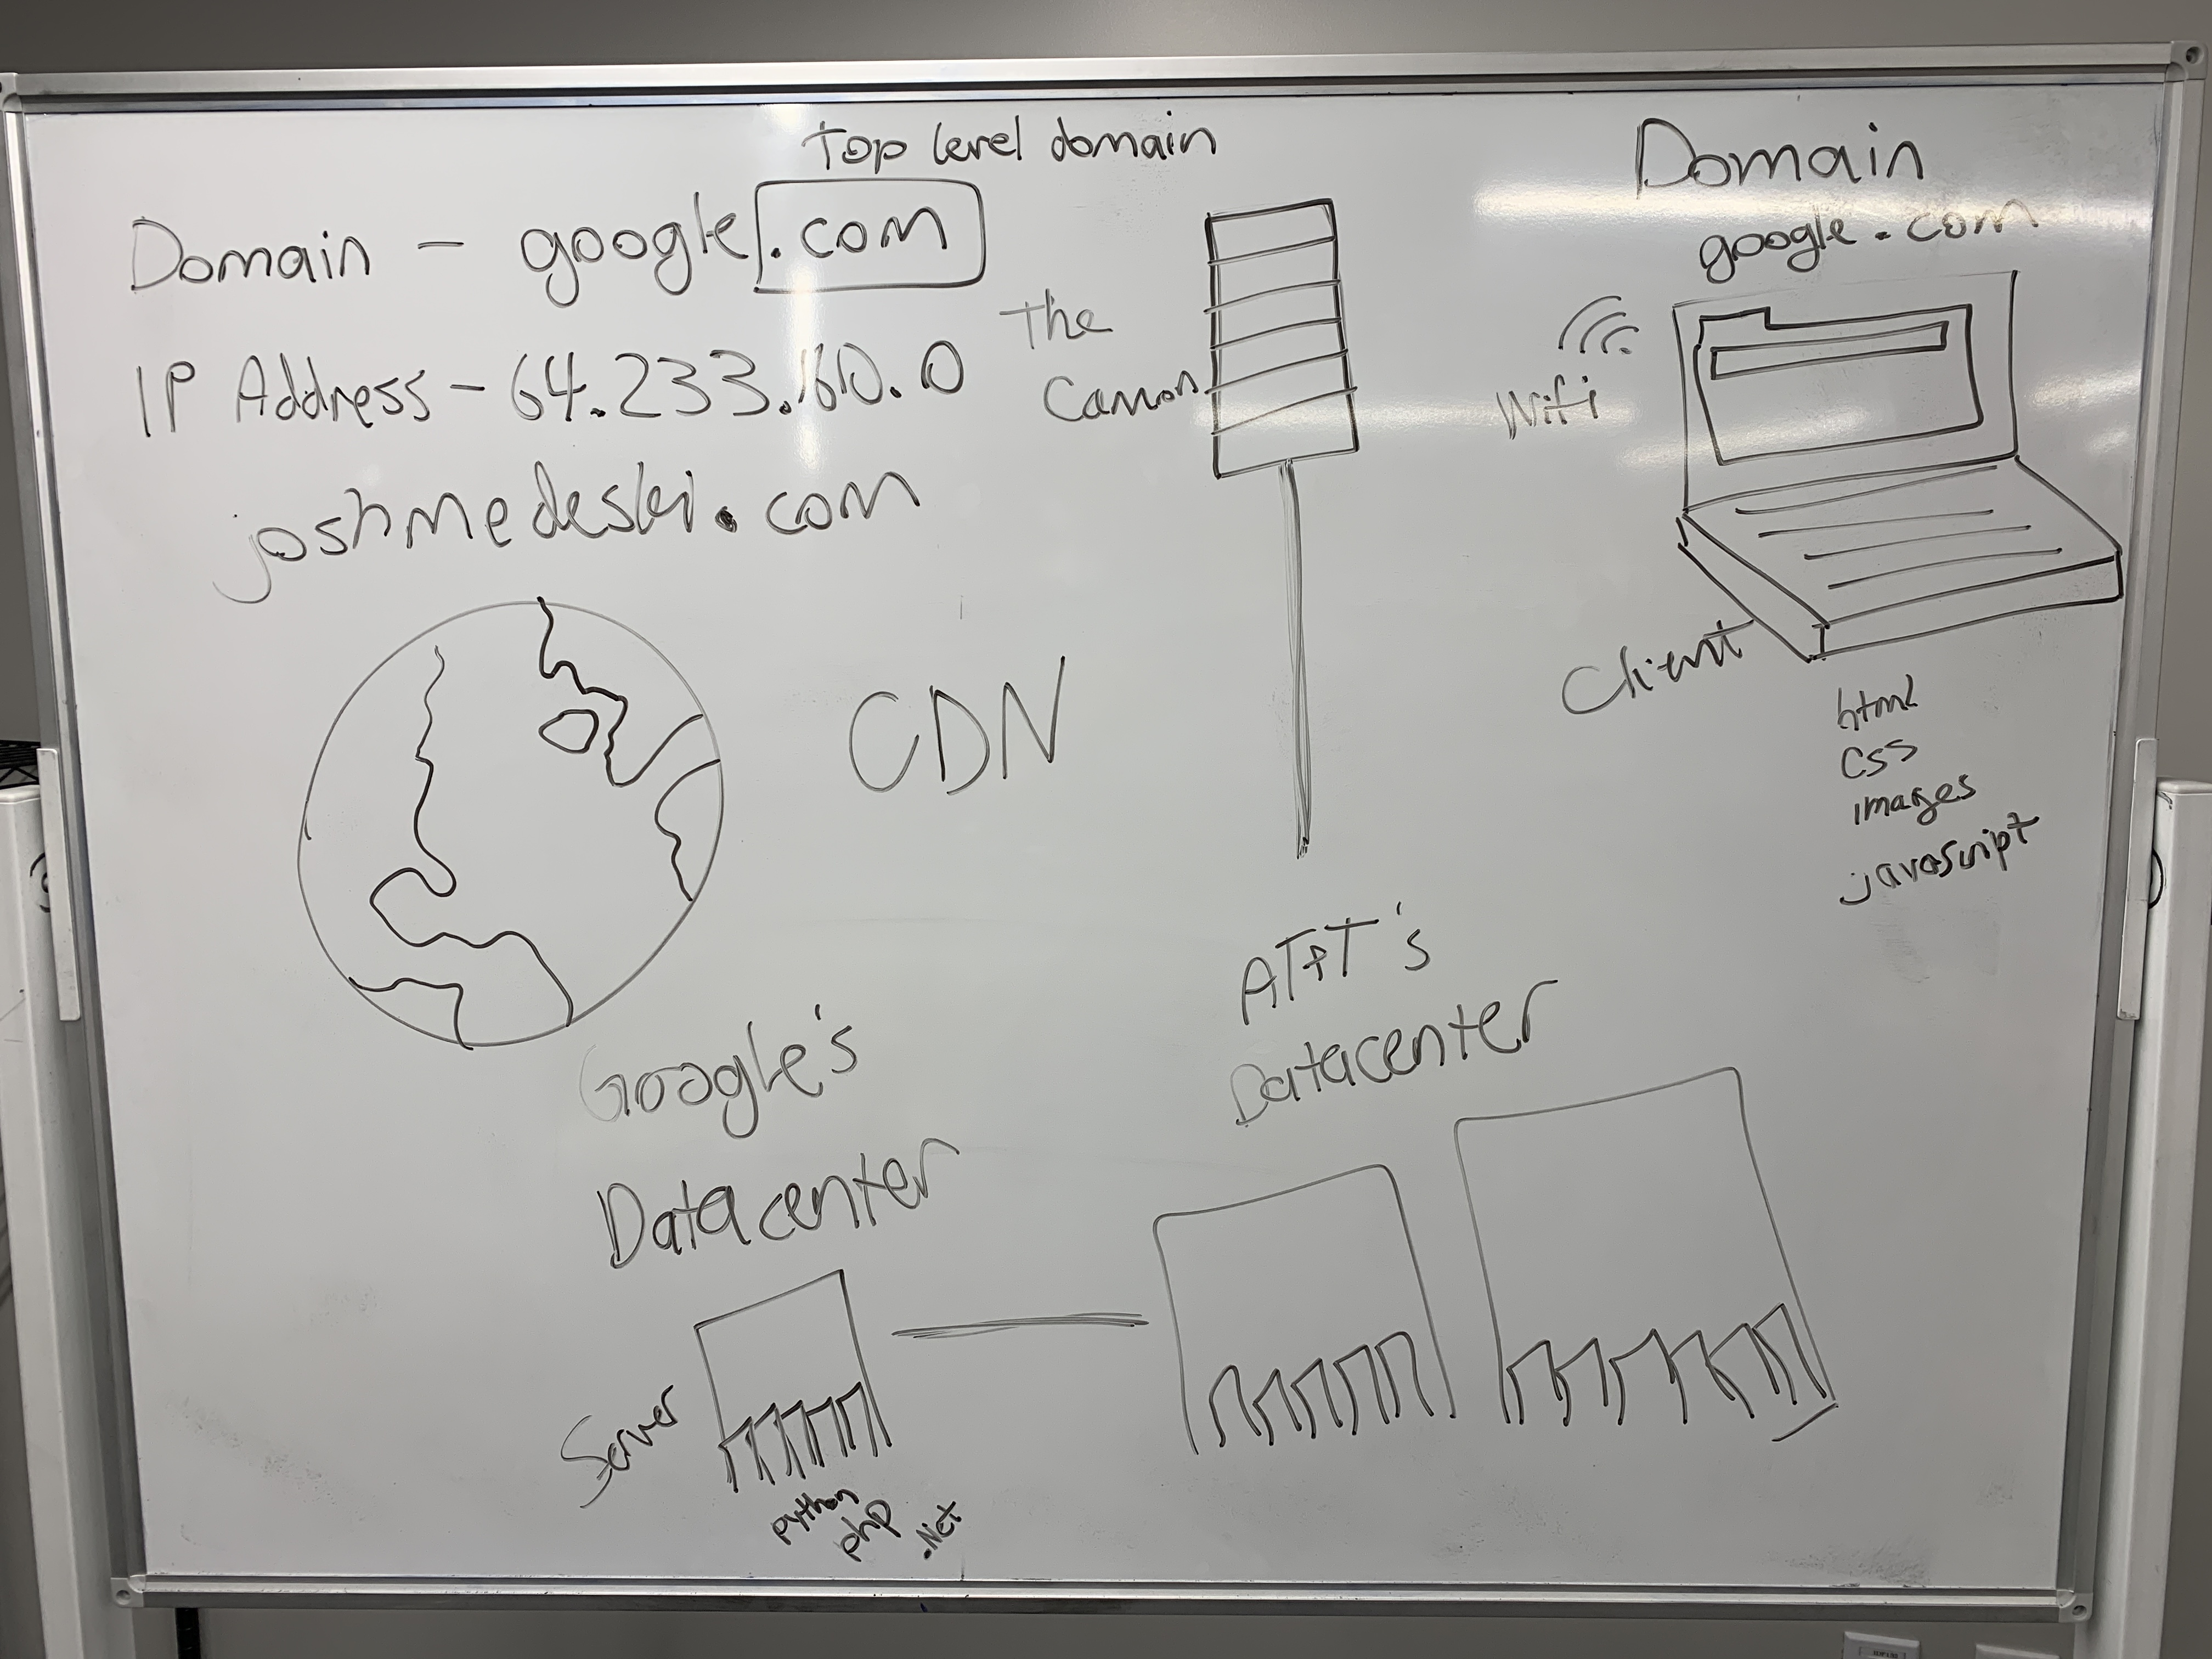 top level domain
Domain - google.com
IP Address - 64.233.160.0
joshmedeski.com
The
Domain
google.com
Wifi
Client
html
css
images
javascript
CDN
AT&T's
Datacenter
Google's
Datacenter
Server
python
php
.Net